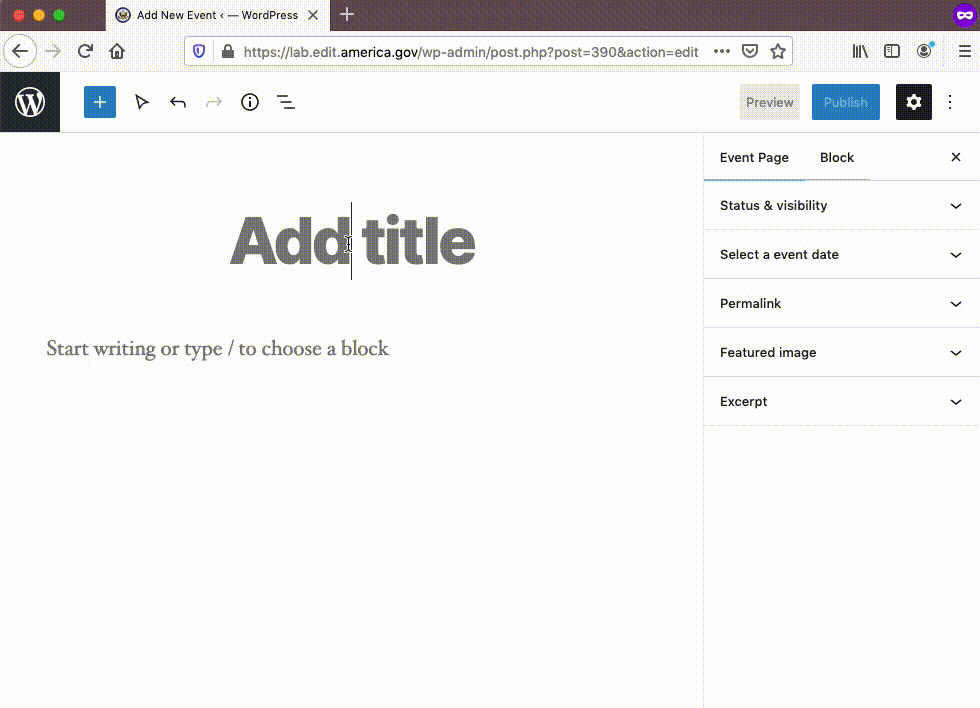 Add New Event ‹ — WordPress
https://lab.edit.america.gov/wp-admin/post.php?post=390&action=edit
Preview
Publish
Event Page
Block
Add title
Status & visibility
Select a event date
Permalink
Start writing or type / to choose a block
Featured image
Excerpt